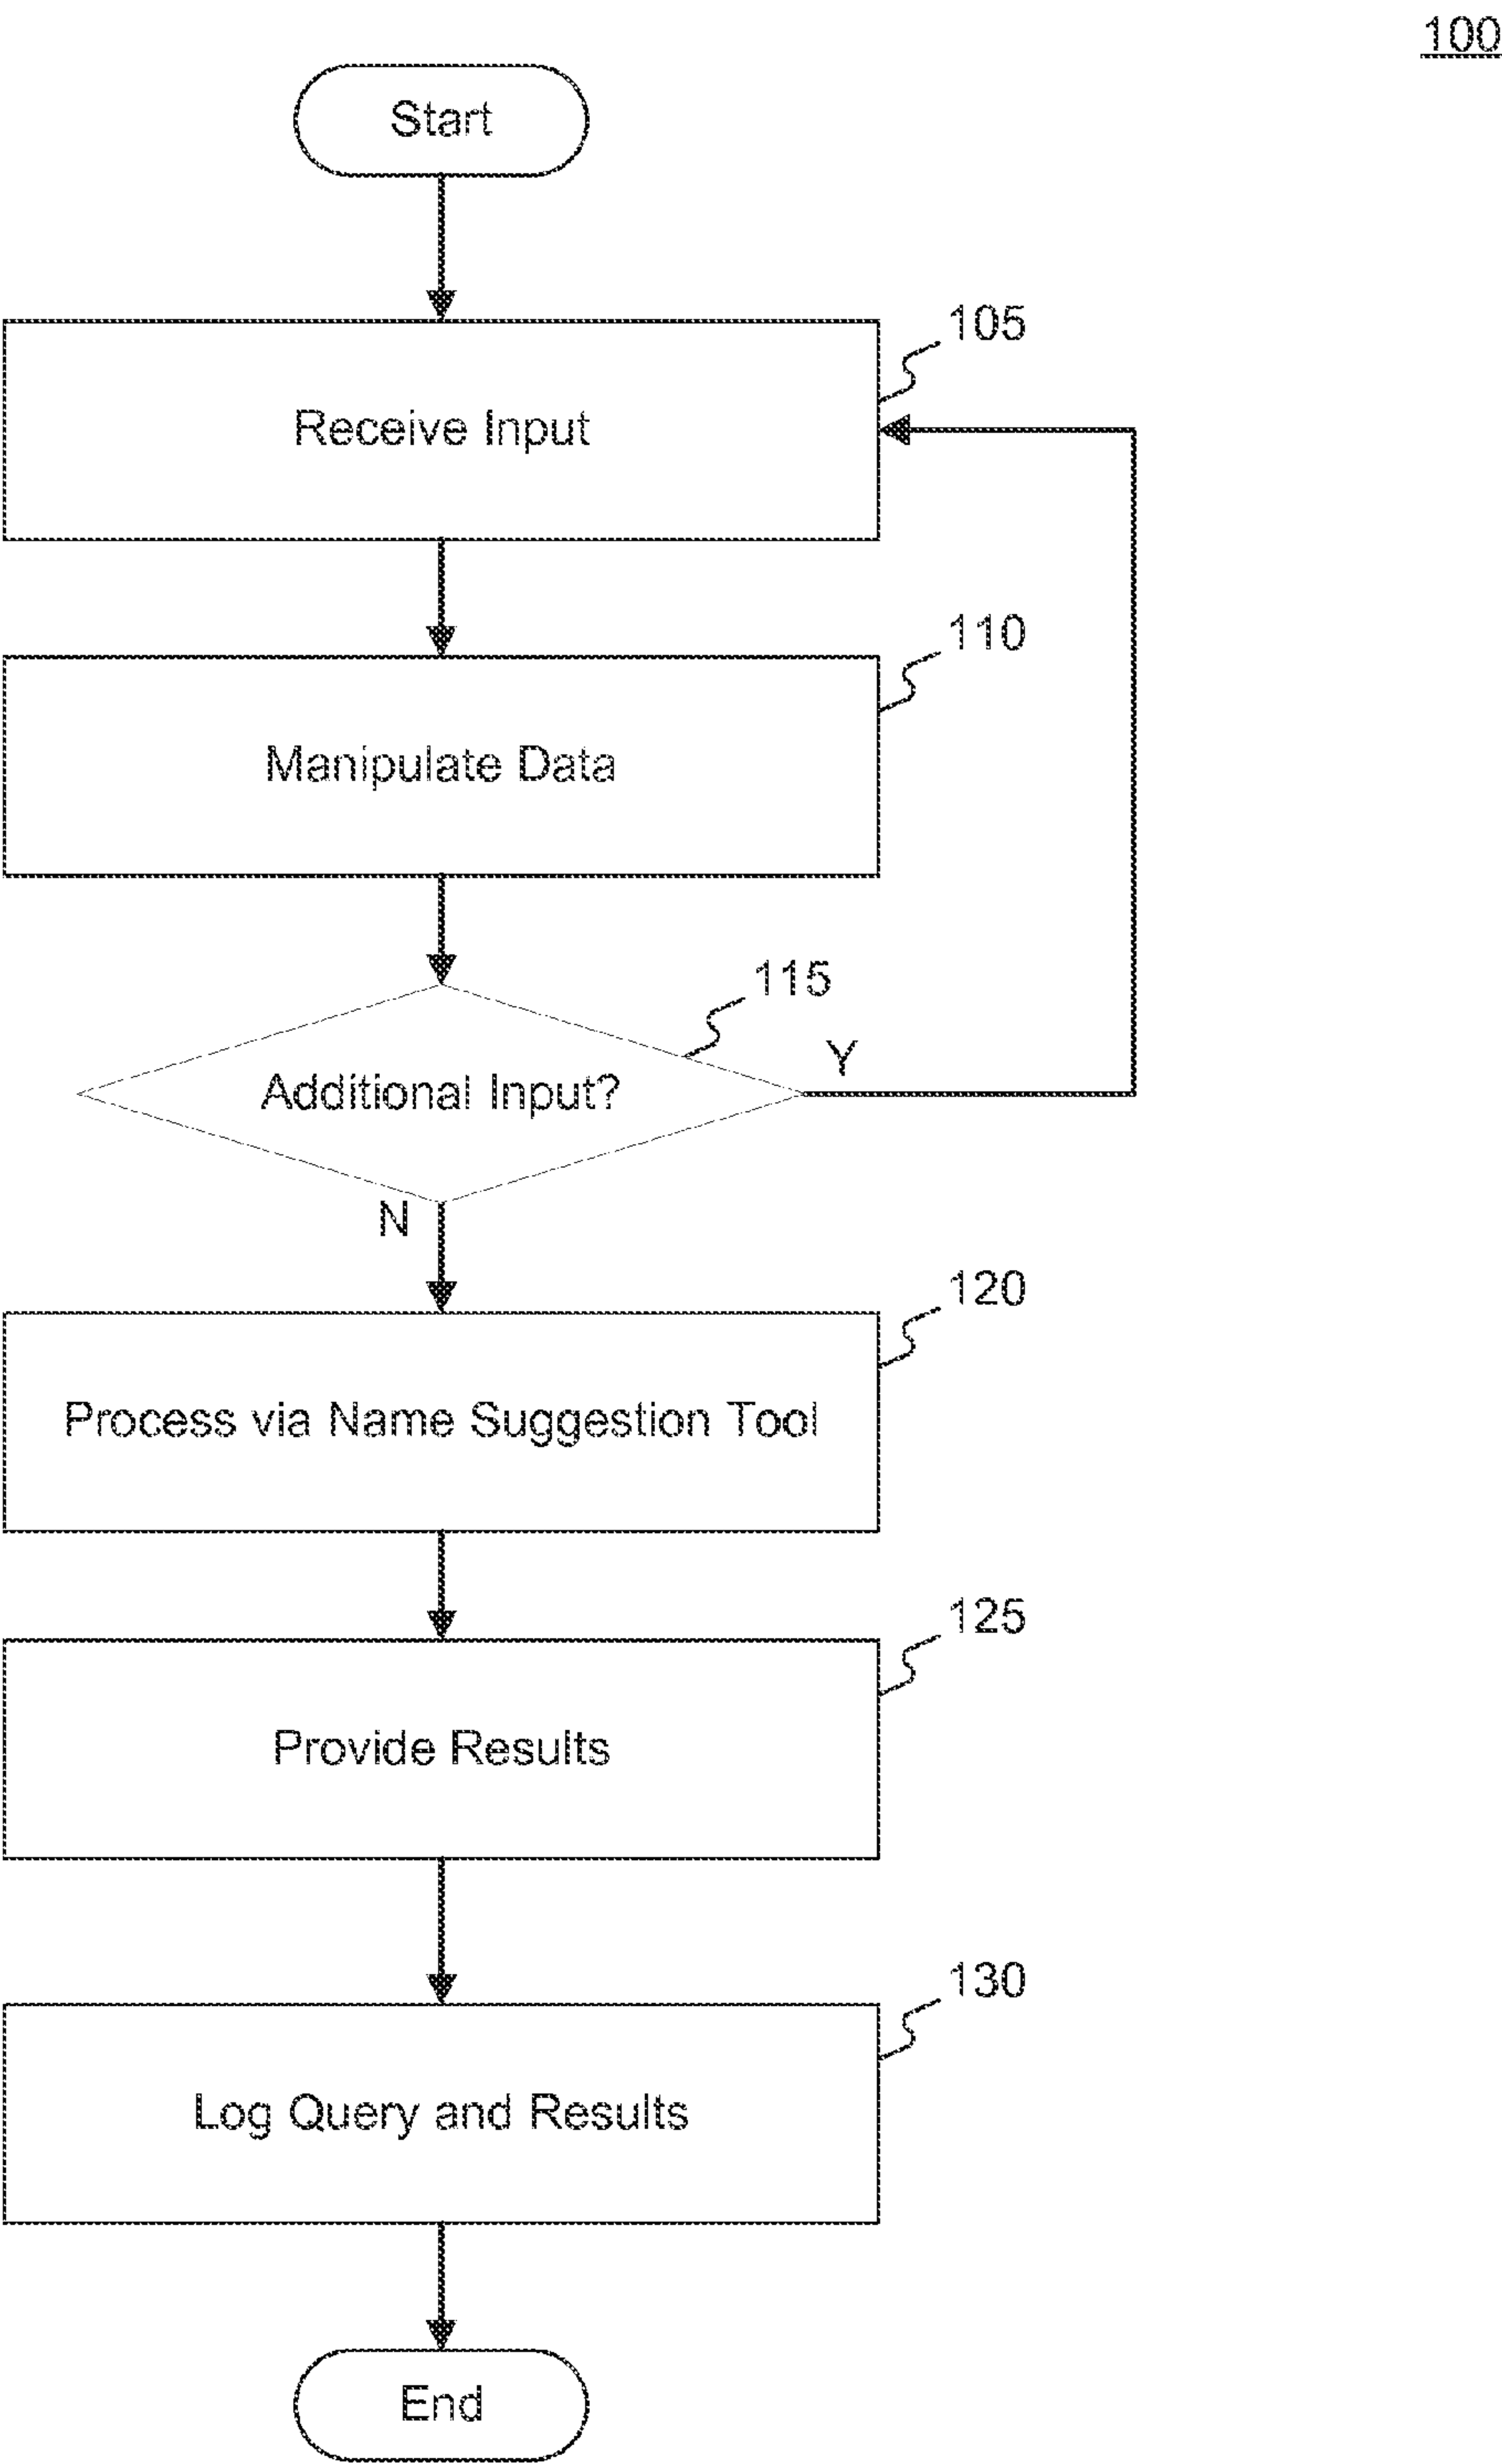 100
Start
105
Receive Input
110
Manipulate Data
115
Additional Input?
Y
N
120
Process via Name Suggestion Tool
125
Provide Results
130
Log Query and Results
End